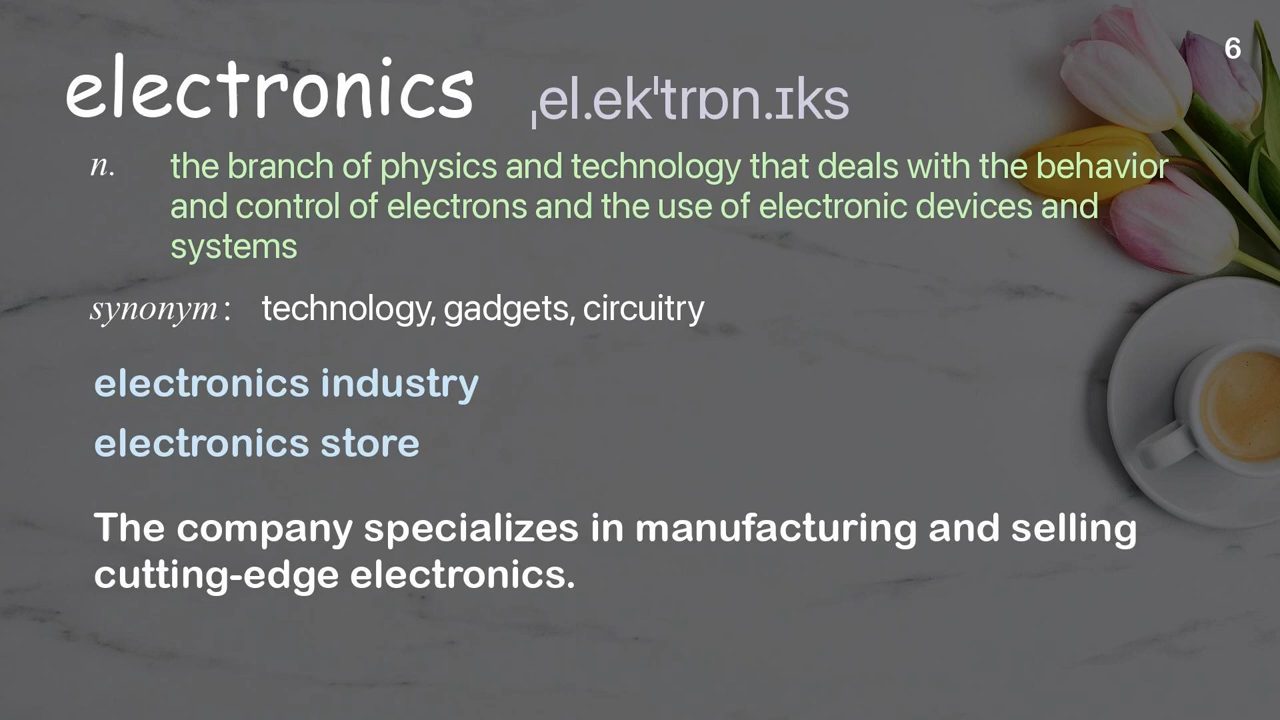 6
electronics ˌel.ekˈtrɒn.ɪks
n. the branch of physics and technology that deals with the behavior
and control of electrons and the use of electronic devices and
systems
synonym: technology, gadgets, circuitry
electronics industry
electronics store
The company specializes in manufacturing and selling
cutting-edge electronics.